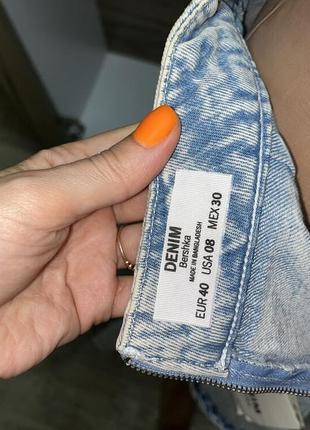 DENIM
Bershka
MADE IN BANGLADESH
EUR 40 USA 08 MEX 30